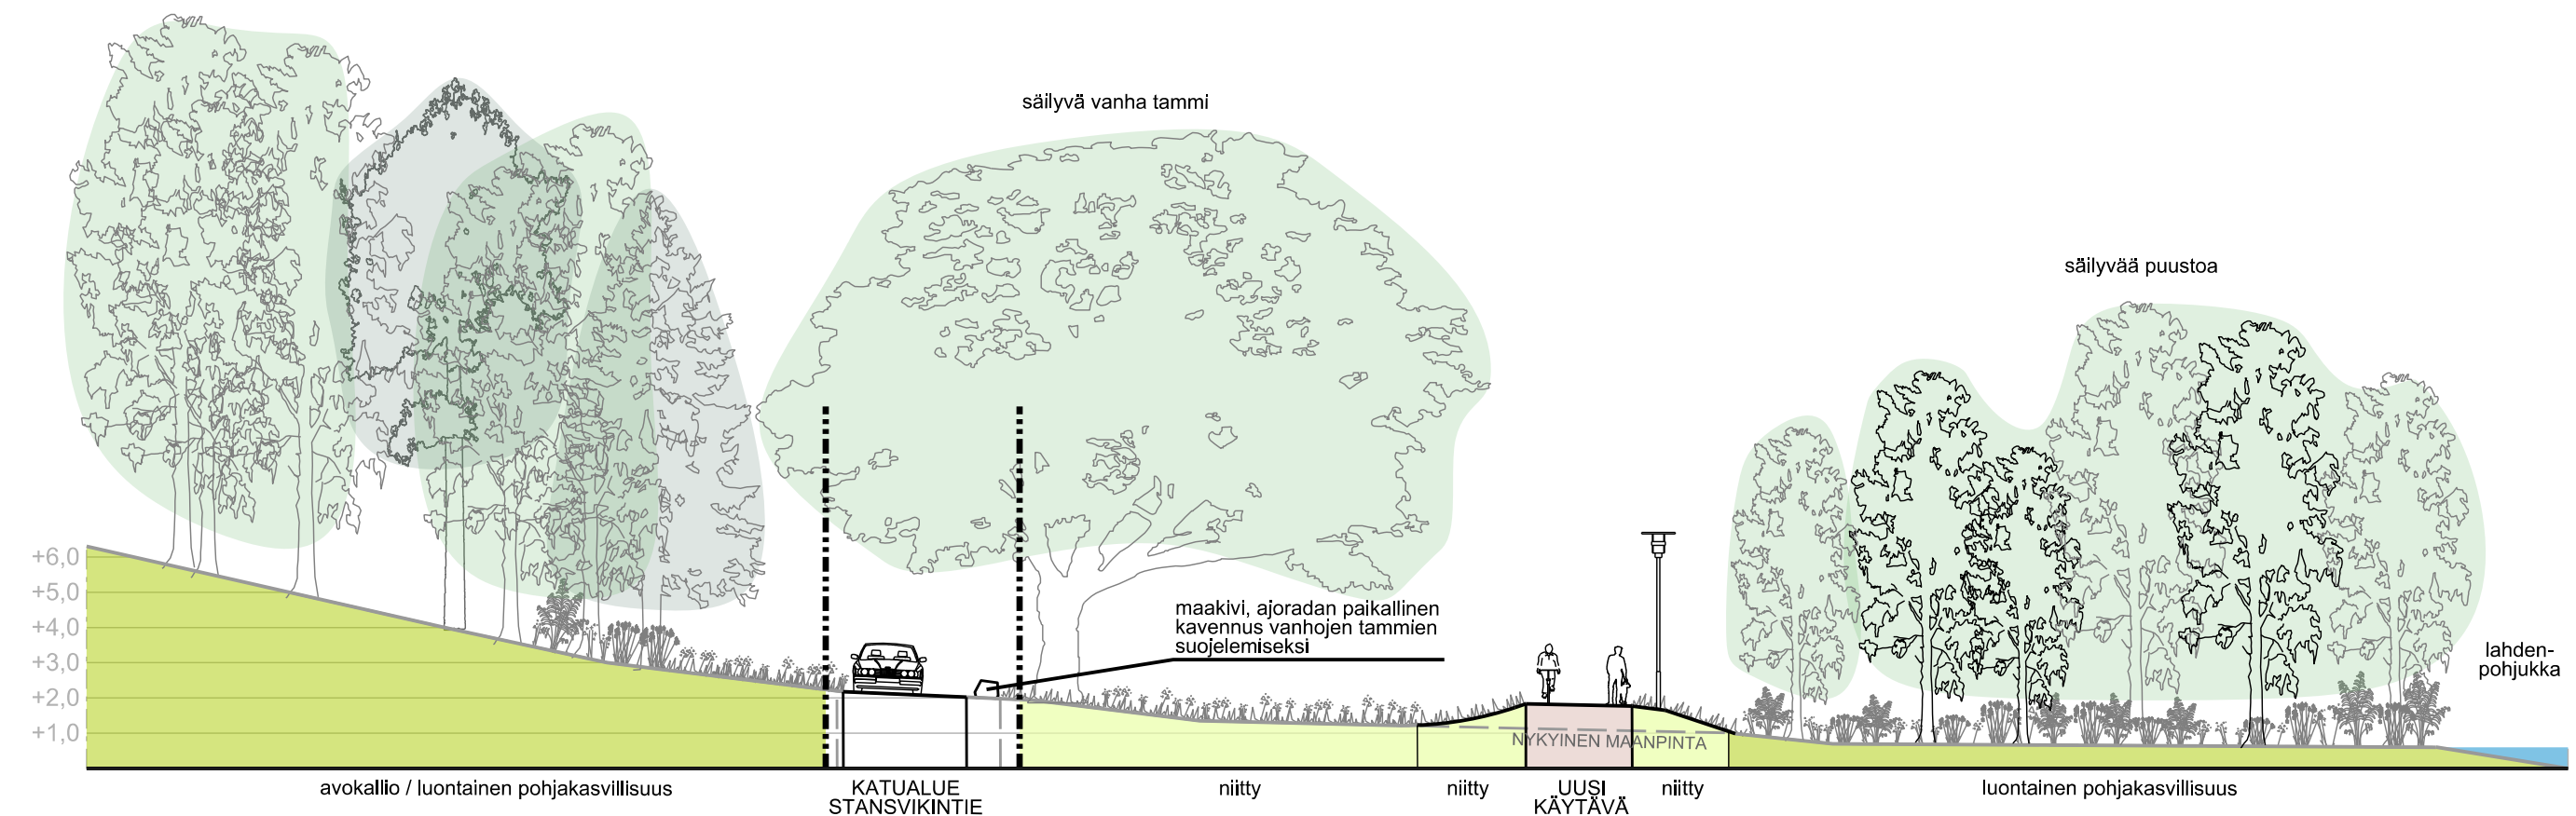 säilyvä vanha tammi
säilyvää puustoa
+6,0
+5,0
+4,0
+3,0
+2,0
+1,0
maakivi, ajoradan paikallinen
kavennus vanhojen tammien
suojelemiseksi
lahden-
pohjukka
NYKYINEN MAANPINTA
avokallio / luontainen pohjakasvillisuus
KATUALUE
STANSVIKINTIE
niitty
niitty
UUSI
KÄYTÄVÄ
niitty
luontainen pohjakasvillisuus